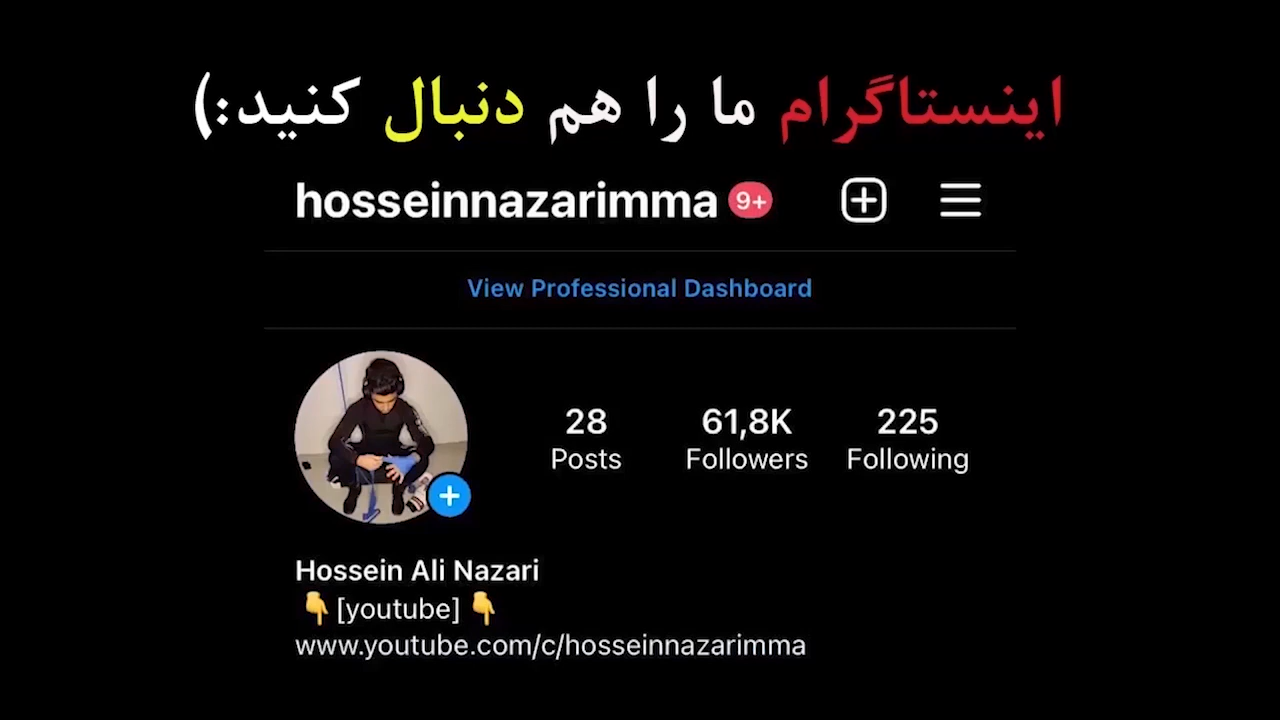 اینستاگرام ما را هم دنبال کنید:)
hosseinnazarimma 9+
View Professional Dashboard
28 61,8K 225
Posts Followers Following
Hossein Ali Nazari
👇 [youtube] 👇
www.youtube.com/c/hosseinnazarimma